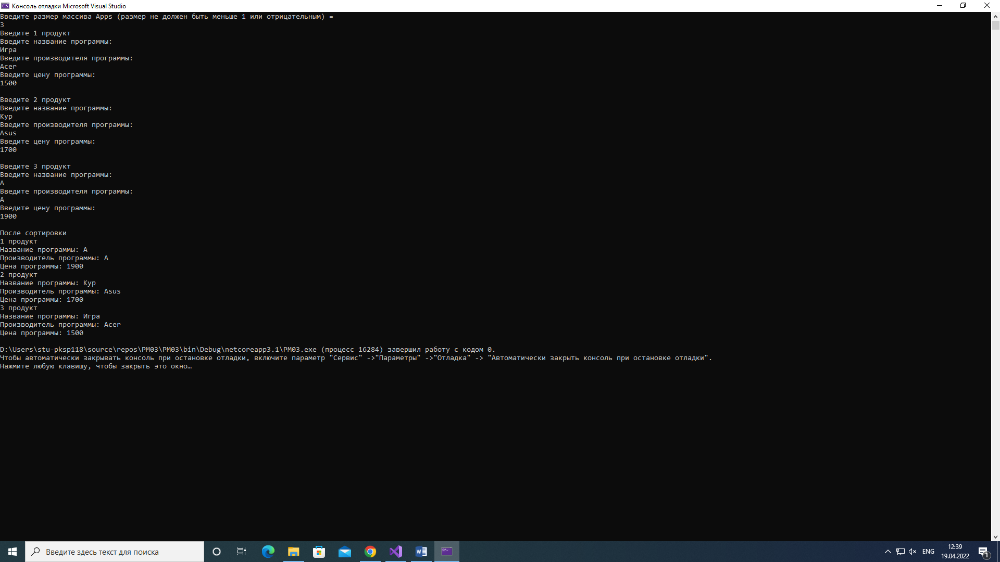 Консоль отладки Microsoft Visual Studio
Введите размер массива Apps (размер не должен быть меньше 1 или отрицательным) =
3
Введите 1 продукт
Введите название программы:
Игра
Введите производителя программы:
Acer
Введите цену программы:
1500
Введите 2 продукт
Введите название программы:
Кур
Введите производителя программы:
Asus
Введите цену программы:
1700
Введите 3 продукт
Введите название программы:
А
Введите производителя программы:
А
Введите цену программы:
1900
После сортировки
1 продукт
Название программы: А
Производитель программы: А
Цена программы: 1900
2 продукт
Название программы: Кур
Производитель программы: Asus
Цена программы: 1700
3 продукт
Название программы: Игра
Производитель программы: Acer
Цена программы: 1500
D:\Users\stu-pksp118\source\repos\PM03\PM03\bin\Debug\netcoreapp3.1\PM03.exe (процесс 16284) завершил работу с кодом 0.
Чтобы автоматически закрывать консоль при остановке отладки, включите параметр "Сервис" ->"Параметры" ->"Отладка" -> "Автоматически закрыть консоль при остановке отладки".
Нажмите любую клавишу, чтобы закрыть это окно…
Введите здесь текст для поиска
ENG
12:39
19.04.2022
1